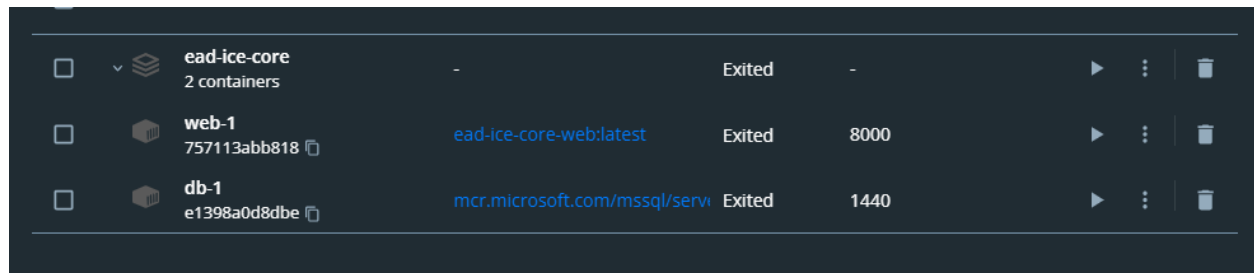 ead-ice-core
2 containers
-
Exited
-
web-1
757113abb818
ead-ice-core-web:latest
Exited
8000
db-1
e1398a0d8dbe
mcr.microsoft.com/mssql/serve
Exited
1440